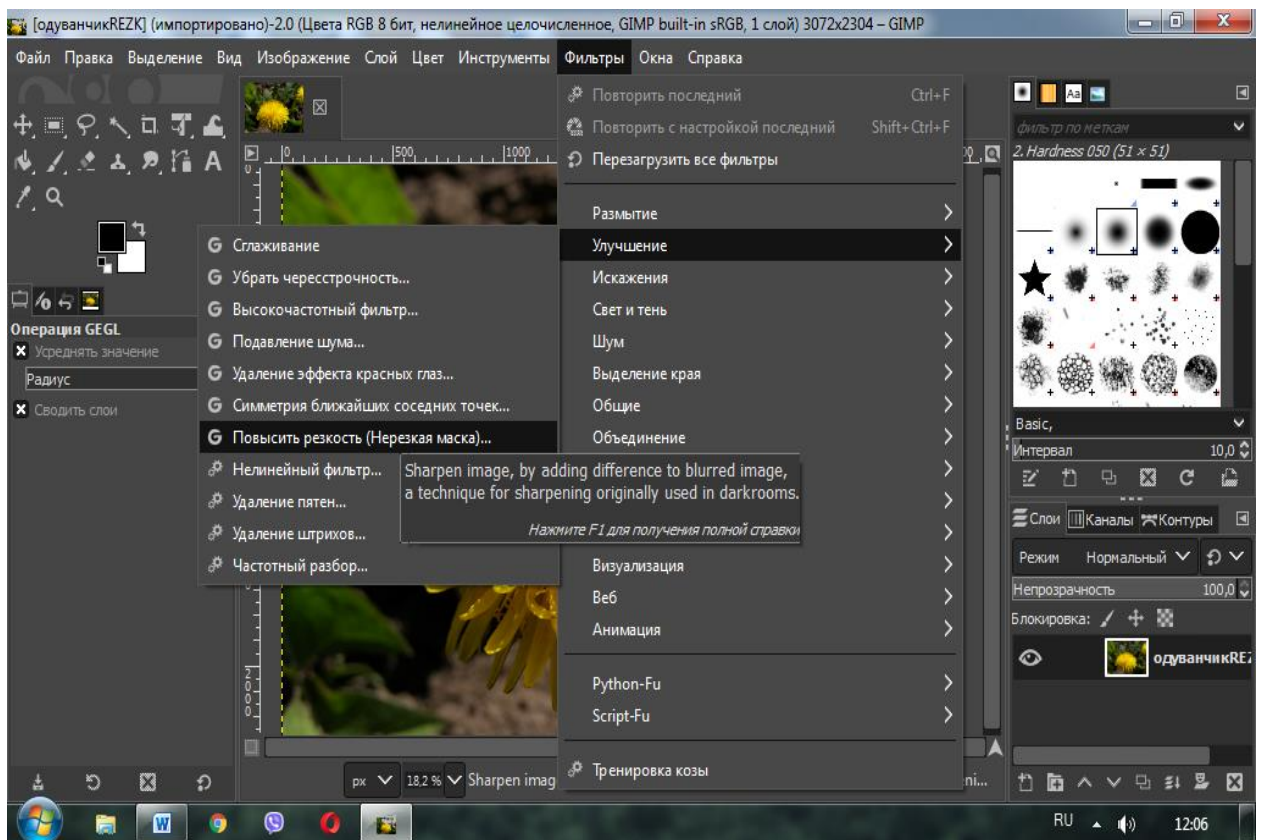 [одуванчикREZK] (импортировано)-2.0 (Цвета RGB 8 бит, нелинейное целочисленное, GIMP built-in sRGB, 1 слой) 3072x2304 – GIMP
Файл Правка Выделение Вид Изображение Слой Цвет Инструменты Фильтры Окна Справка
Повторить последний Ctrl+F
Повторить с настройкой последний Shift+Ctrl+F
Перезагрузить все фильтры
Размытие
Улучшение
Искажения
Свет и тень
Шум
Выделение края
Общие
Объединение
Визуализация
Веб
Анимация
Python-Fu
Script-Fu
Тренировка козы
Сглаживание
Убрать чересстрочность...
Высокочастотный фильтр...
Подавление шума...
Удаление эффекта красных глаз...
Симметрия ближайших соседних точек...
Повысить резкость (Нерезкая маска)...
Нелинейный фильтр...
Удаление пятен...
Удаление штрихов...
Частотный разбор...
Sharpen image, by adding difference to blurred image,
a technique for sharpening originally used in darkrooms.
Нажмите F1 для получения полной справки
Операция GEGL
Усреднять значение
Радиус
Сводить слои
0 500 1000
2000
px 18,2 % Sharpen imag
ni...
Aa
фильтр по меткам
2. Hardness 050 (51 × 51)
Basic,
Интервал 10,0
Слои Каналы Контуры
Режим Нормальный
Непрозрачность 100,0
Блокировка:
одуванчикREZ
RU 12:06